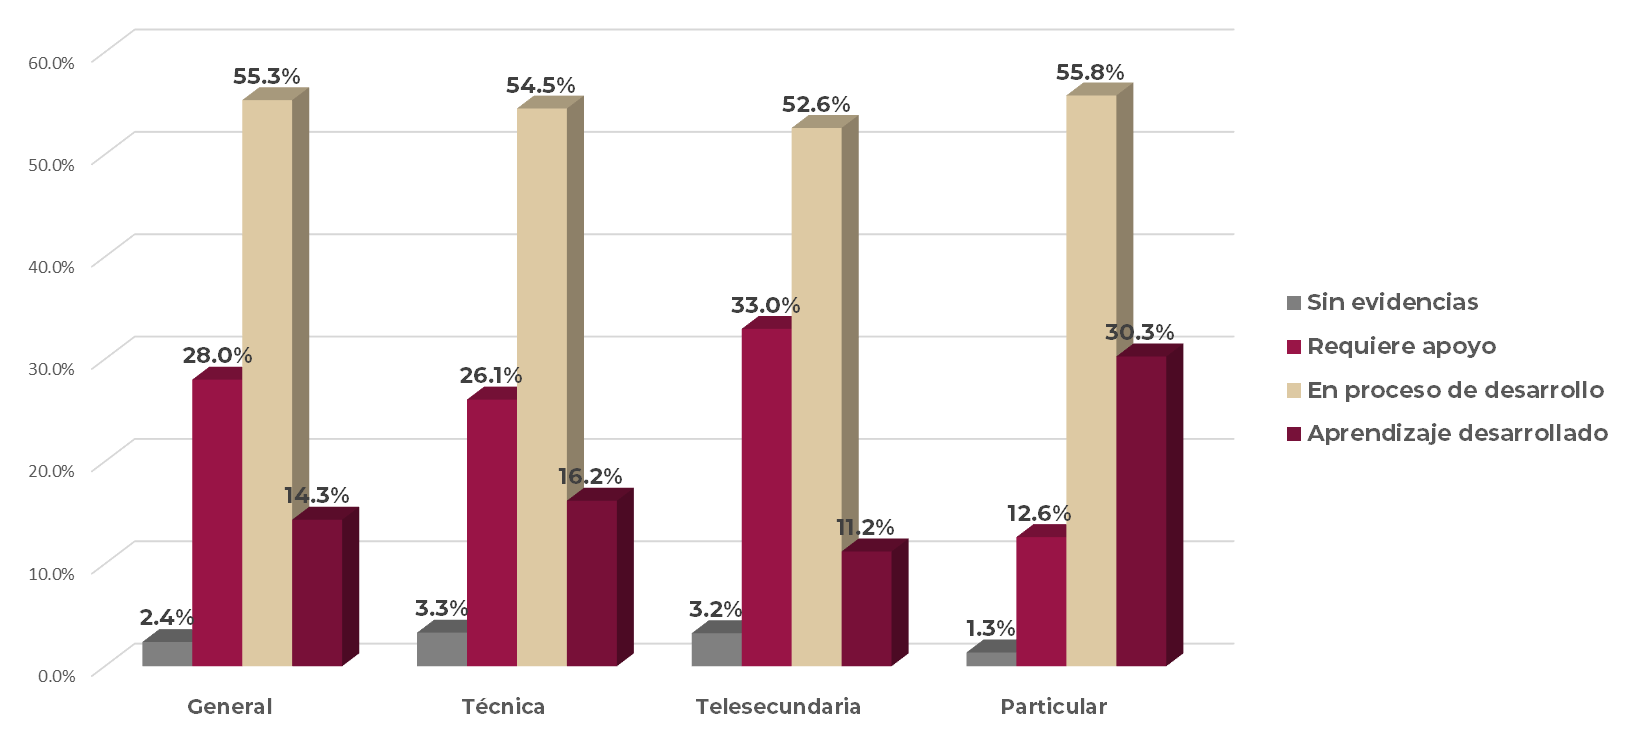 60.0%
50.0%
40.0%
30.0%
20.0%
10.0%
0.0%
55.3%
54.5%
52.6%
55.8%
28.0%
26.1%
33.0%
12.6%
14.3%
16.2%
11.2%
30.3%
2.4%
3.3%
3.2%
1.3%
General
Técnica
Telesecundaria
Particular
Sin evidencias
Requiere apoyo
En proceso de desarrollo
Aprendizaje desarrollado